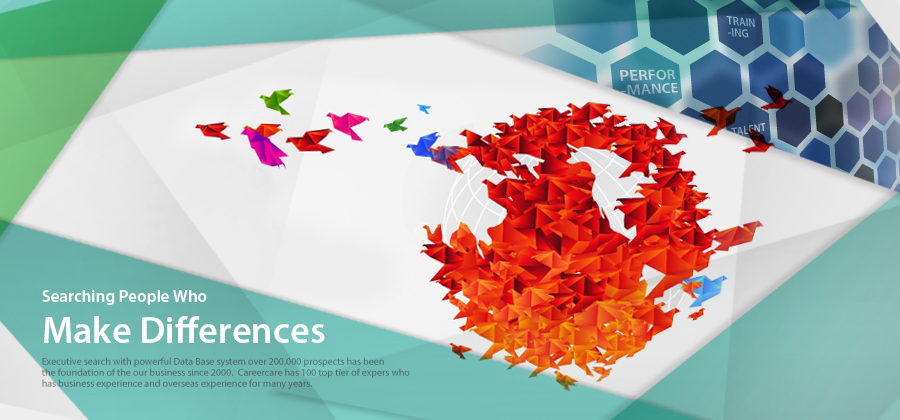 TRAIN
-ING
PERFOR
-MANCE
TALENT
Searching People Who
Make Differences
Executive search with powerful Data Base system over 200,000 prospects has been
the foundation of the our business since 2000.  Careercare has 100 top tier of expers who
has business experience and overseas experience for many years.